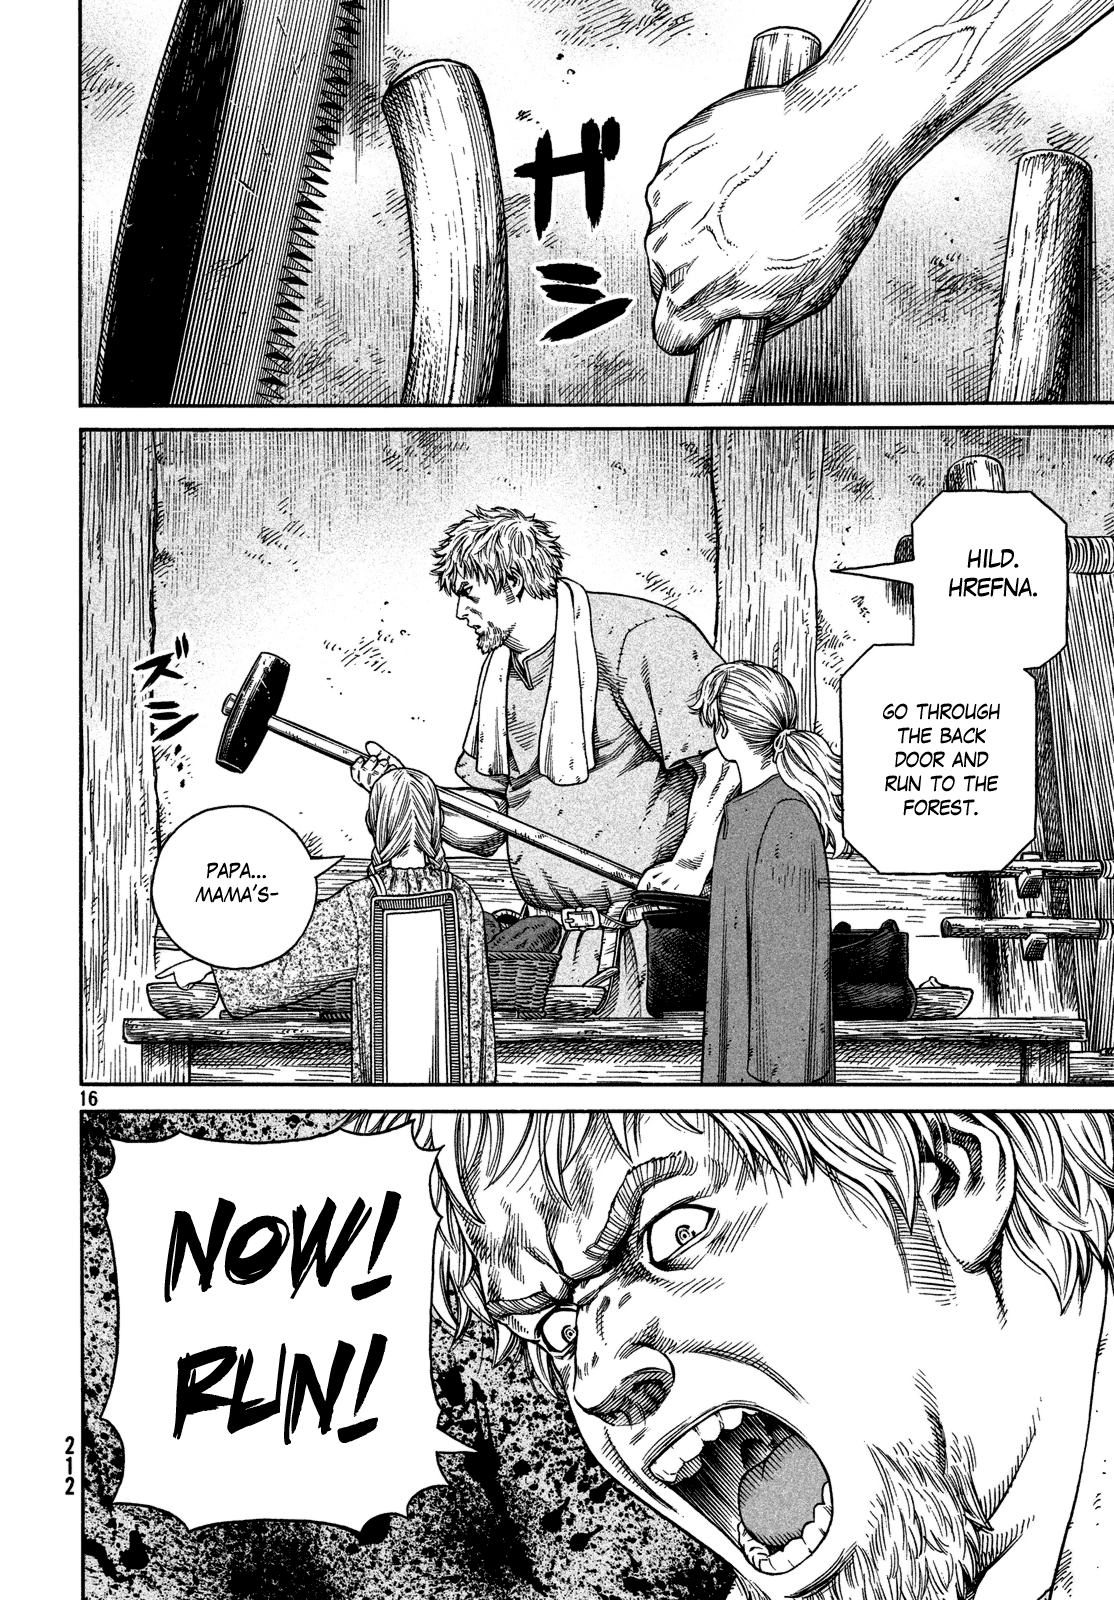 ガ
シ
HILD.
HREFNA.
GO THROUGH
THE BACK
DOOR AND
RUN TO THE
FOREST.
ズシ
PAPA...
MAMA'S-
16
NOW!
RUN!
212